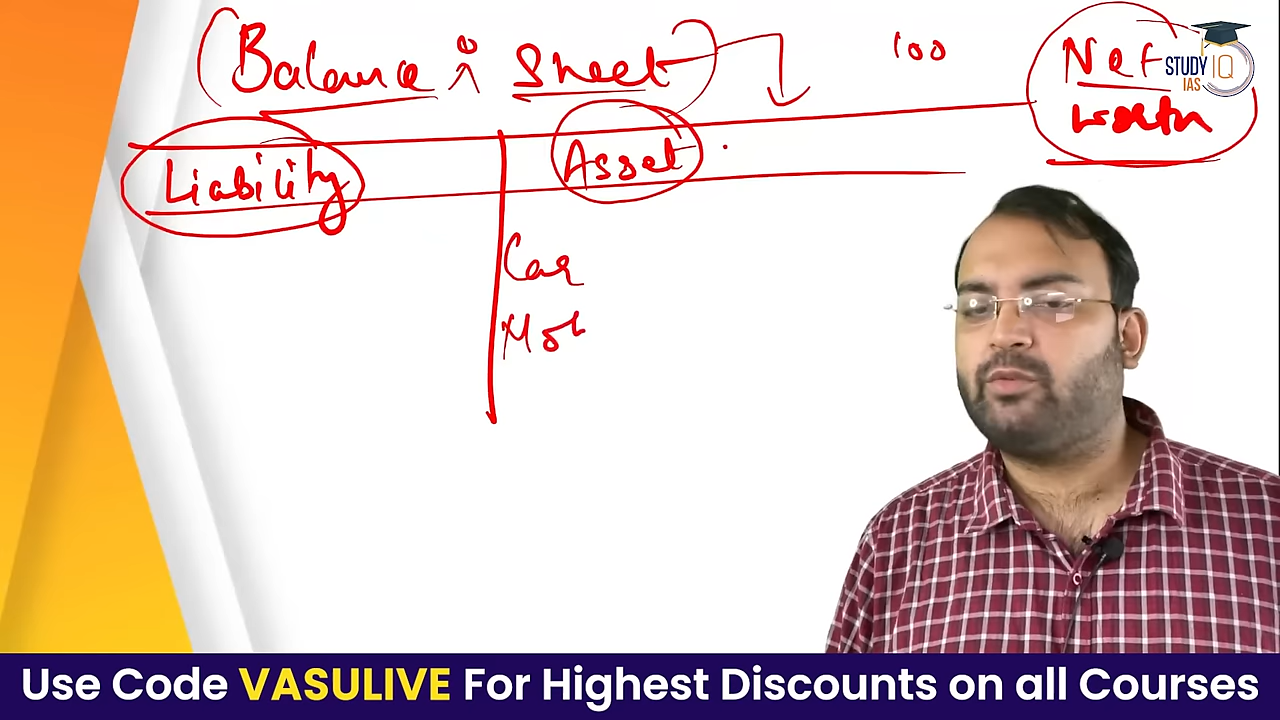 Balance Sheet
100
Net
worth
STUDY IQ
IAS
Liability
Asset
Car
Mob
Use Code VASULIVE For Highest Discounts on all Courses